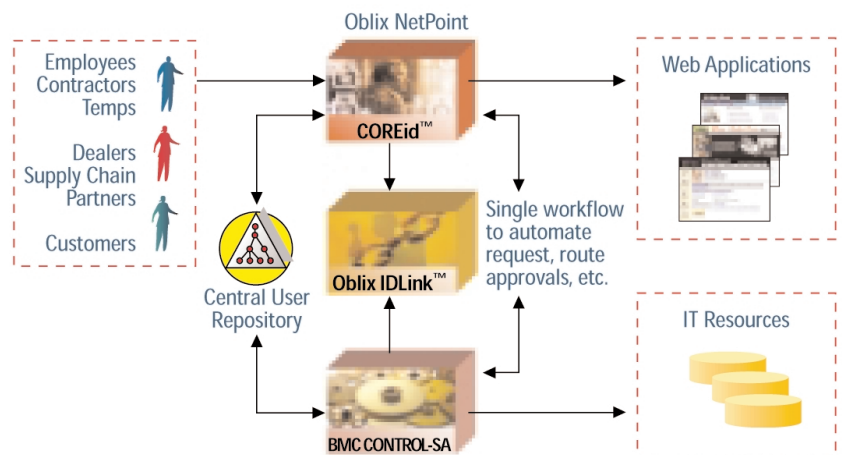 Oblix NetPoint
Employees
Contractors
Temps
Dealers
Supply Chain
Partners
Customers
COREid™
Web Applications
Oblix IDLink™
Single workflow
to automate
request, route
approvals, etc.
Central User
Repository
BMC CONTROL-SA
IT Resources